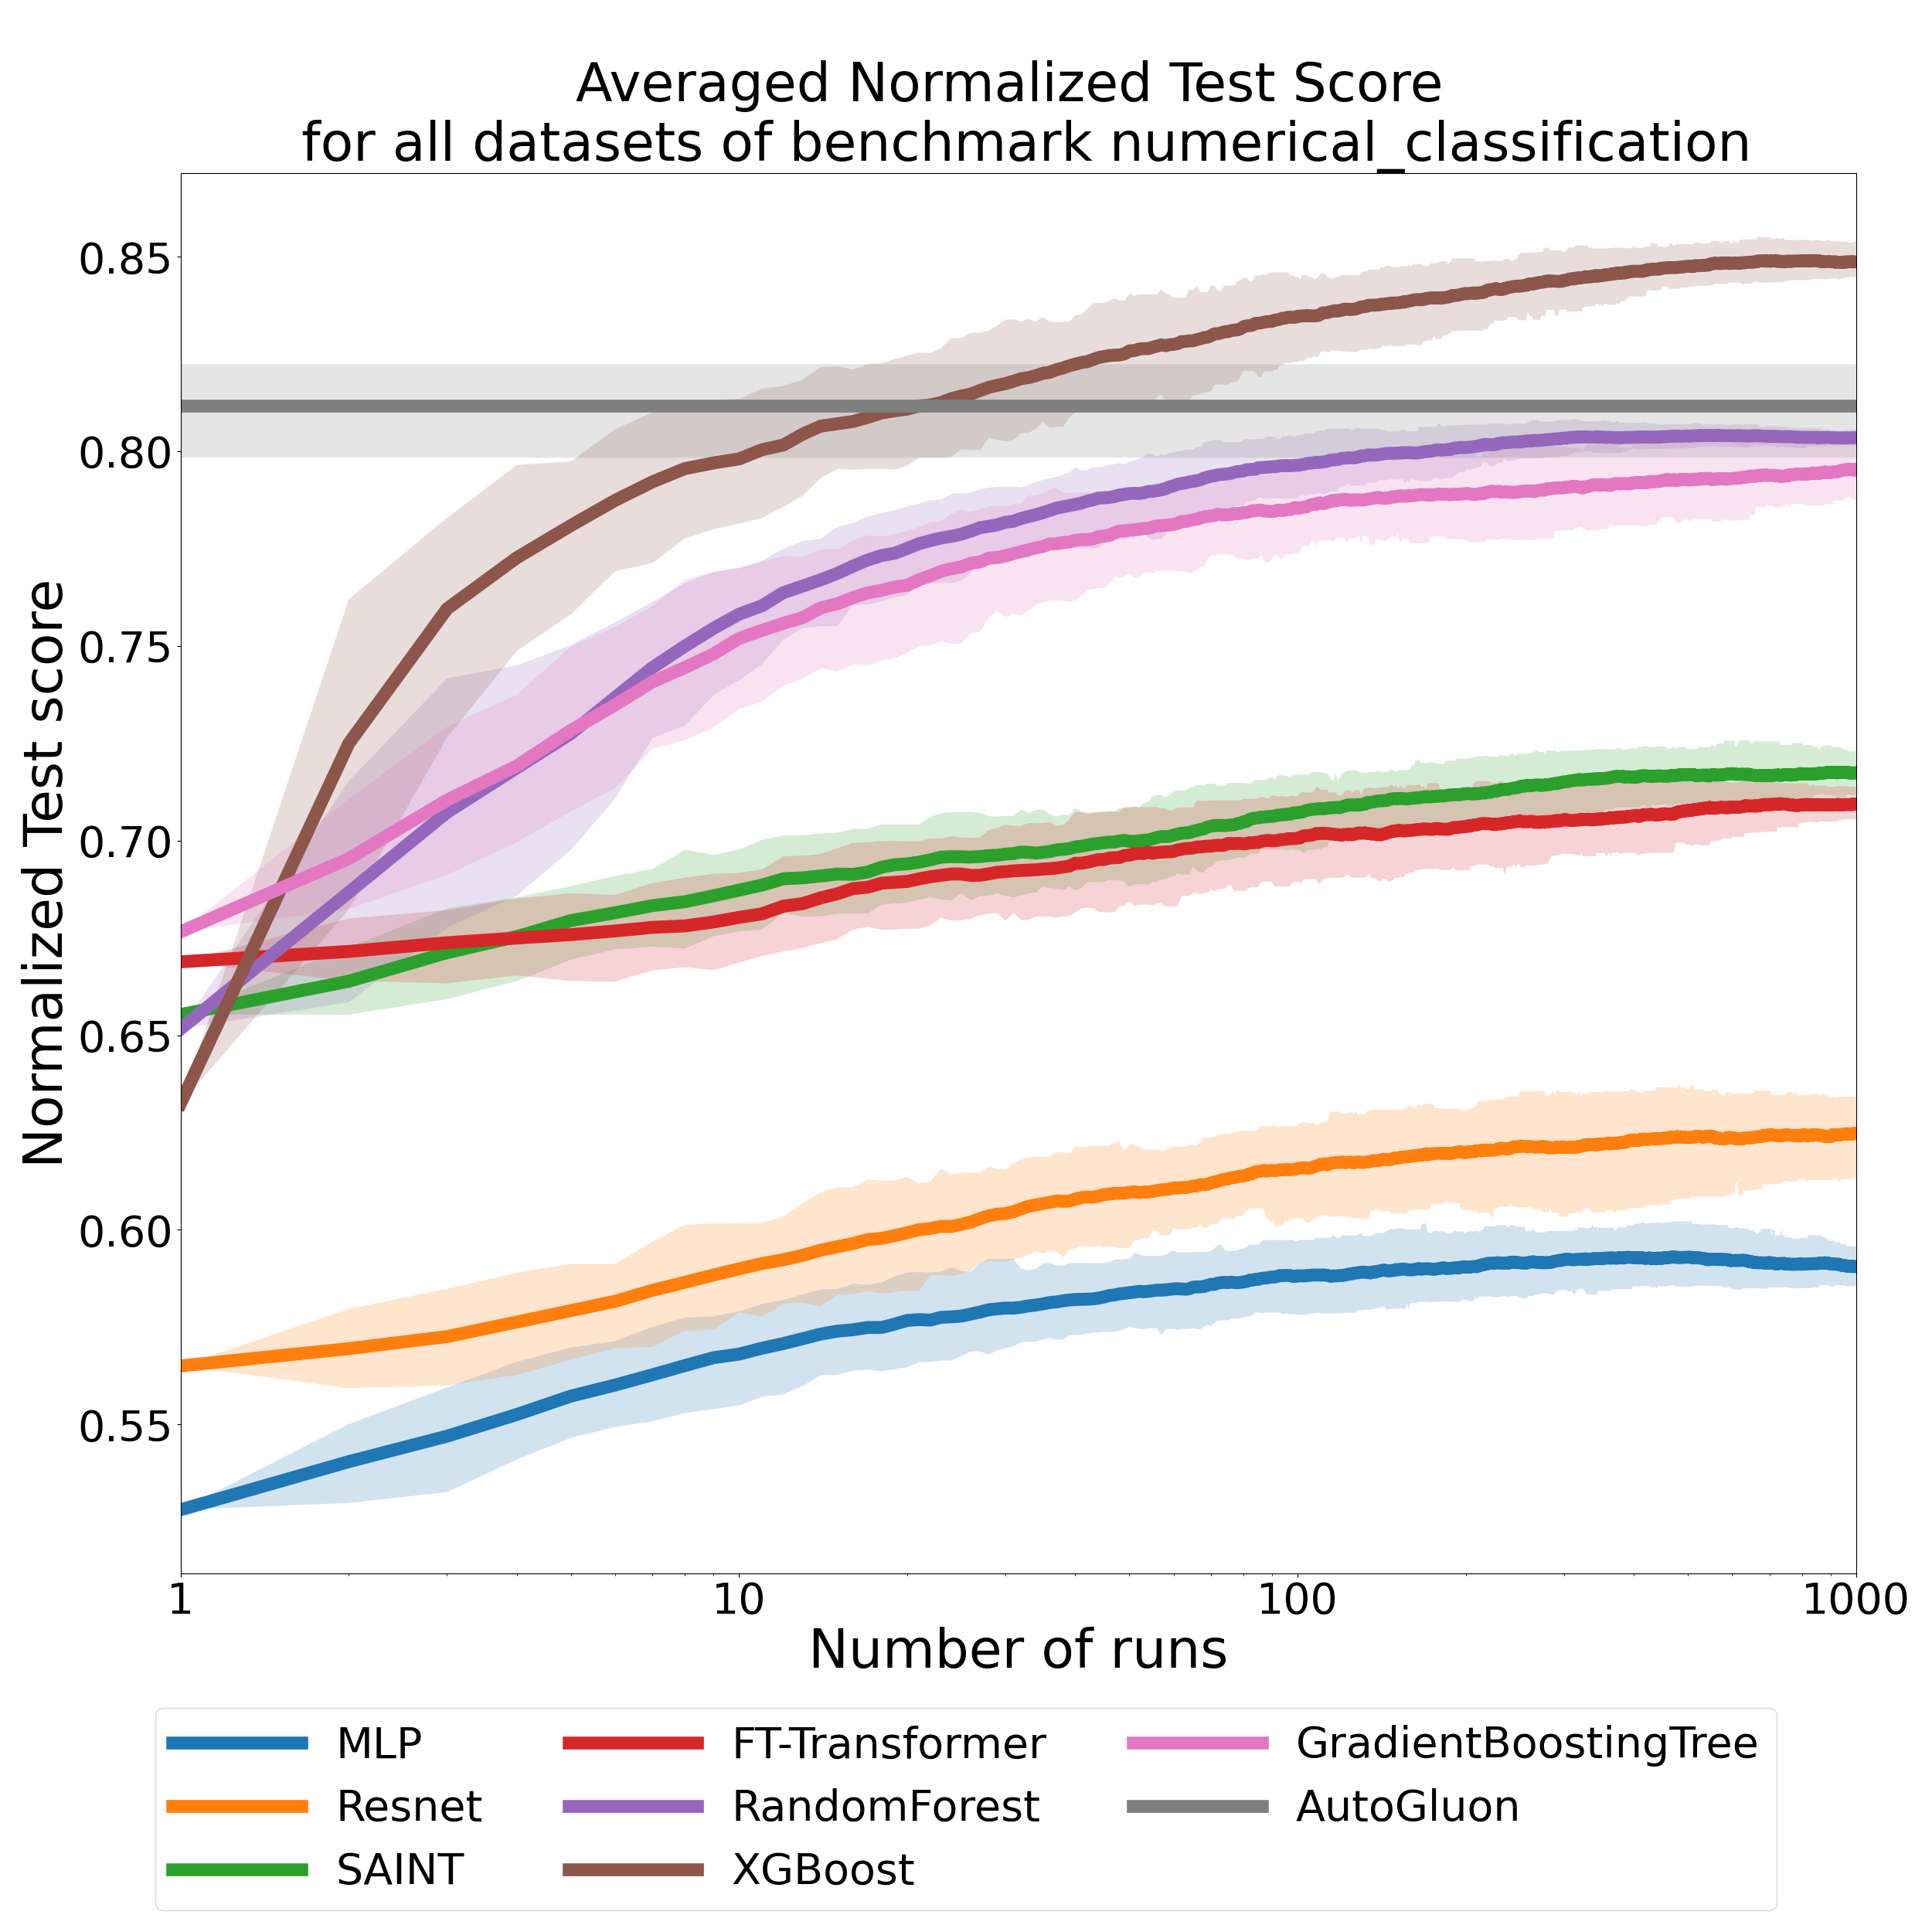 Averaged Normalized Test Score
for all datasets of benchmark numerical_classification
Normalized Test score
0.85
0.80
0.75
0.70
0.65
0.60
0.55
1
10
100
1000
Number of runs
MLP
Resnet
SAINT
FT-Transformer
RandomForest
XGBoost
GradientBoostingTree
AutoGluon